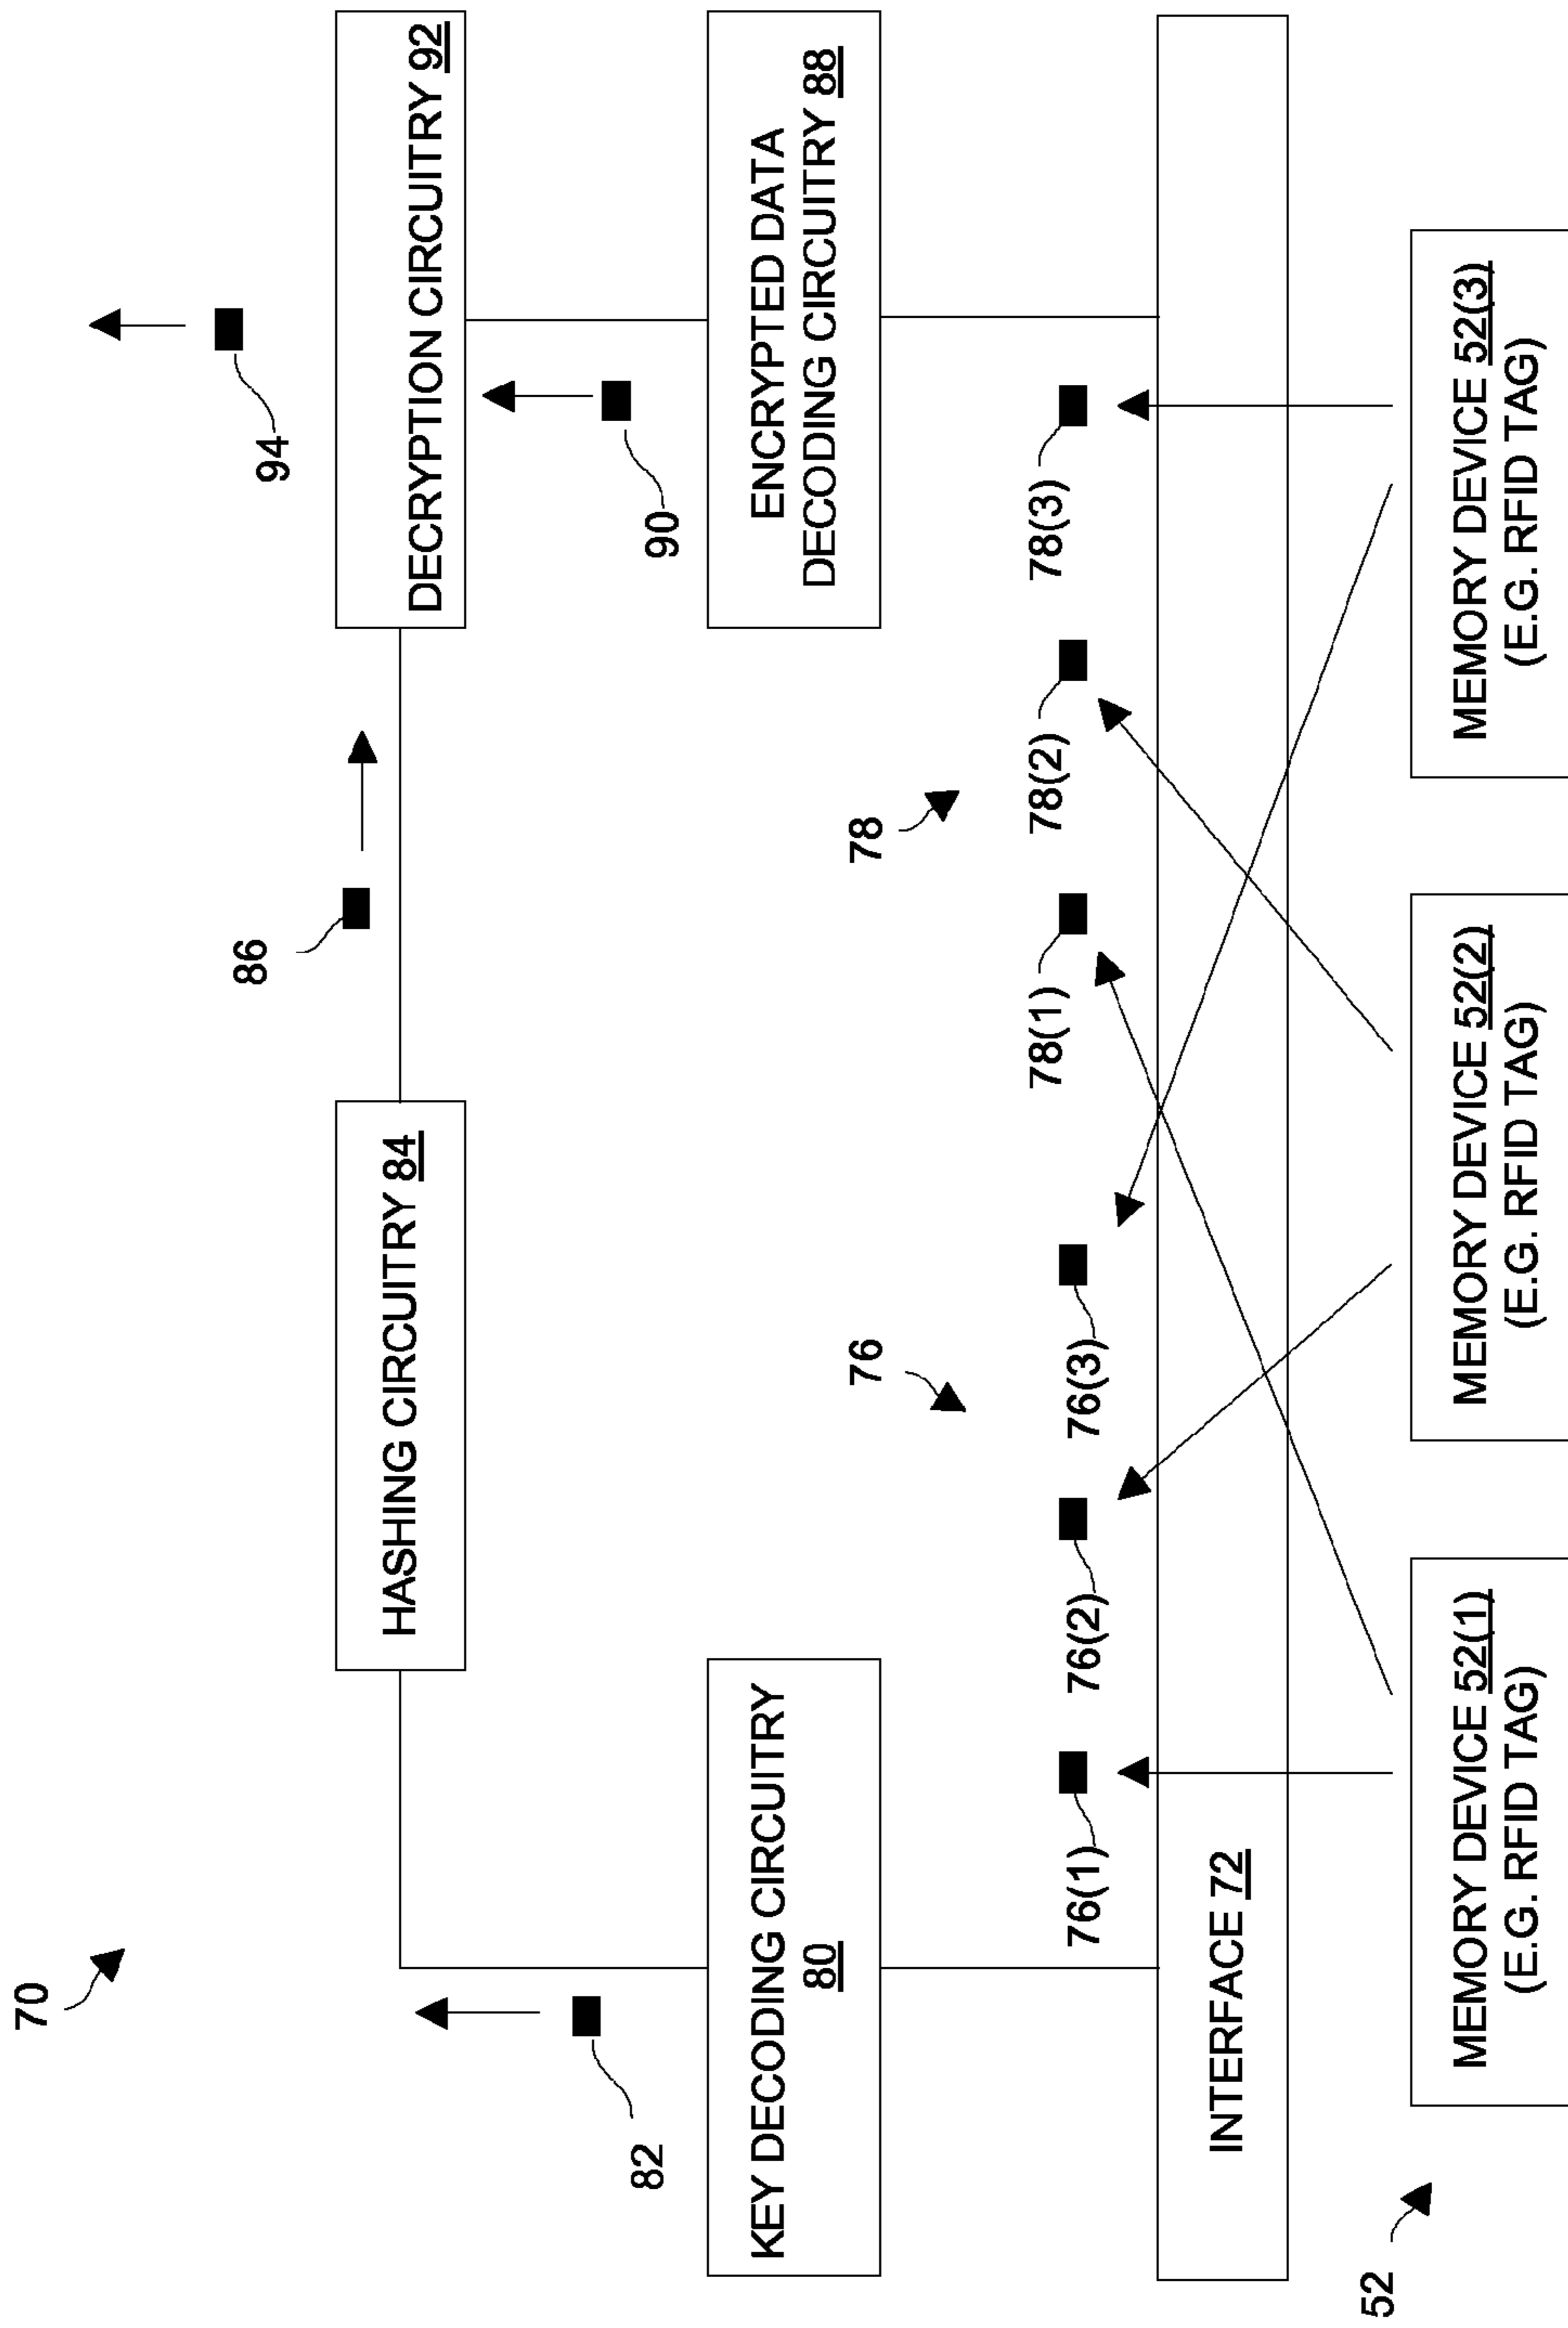 70
94
86
DECRYPTION CIRCUITRY 92
HASHING CIRCUITRY 84
82
90
KEY DECODING CIRCUITRY
80
ENCRYPTED DATA
DECODING CIRCUITRY 88
76
78
76(1)
76(2)
76(3)
78(1)
78(2)
78(3)
INTERFACE 72
52
MEMORY DEVICE 52(1)
(E.G. RFID TAG)
MEMORY DEVICE 52(2)
(E.G. RFID TAG)
MEMORY DEVICE 52(3)
(E.G. RFID TAG)